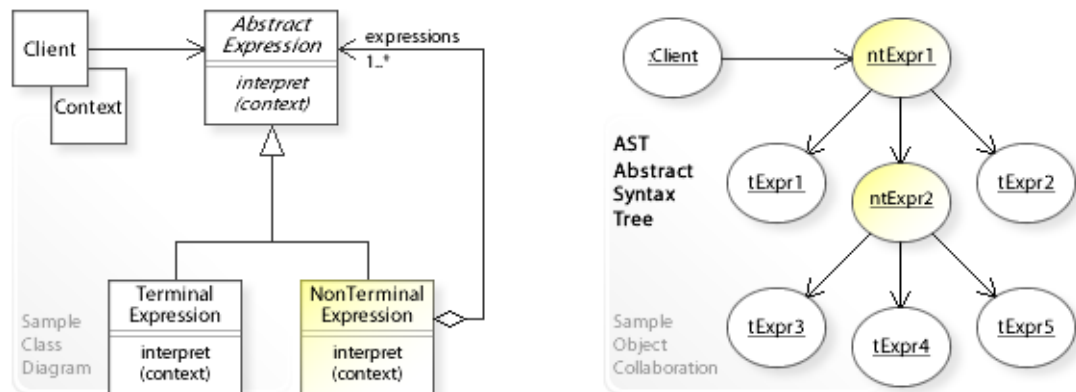 Client
Context
Abstract
Expression
interpret
(context)
expressions
1..*
Terminal
Expression
interpret
(context)
NonTerminal
Expression
interpret
(context)
Sample
Class
Diagram
:Client
ntExpr1
AST
Abstract
Syntax
Tree
tExpr1
ntExpr2
tExpr2
tExpr3
tExpr4
tExpr5
Sample
Object
Collaboration